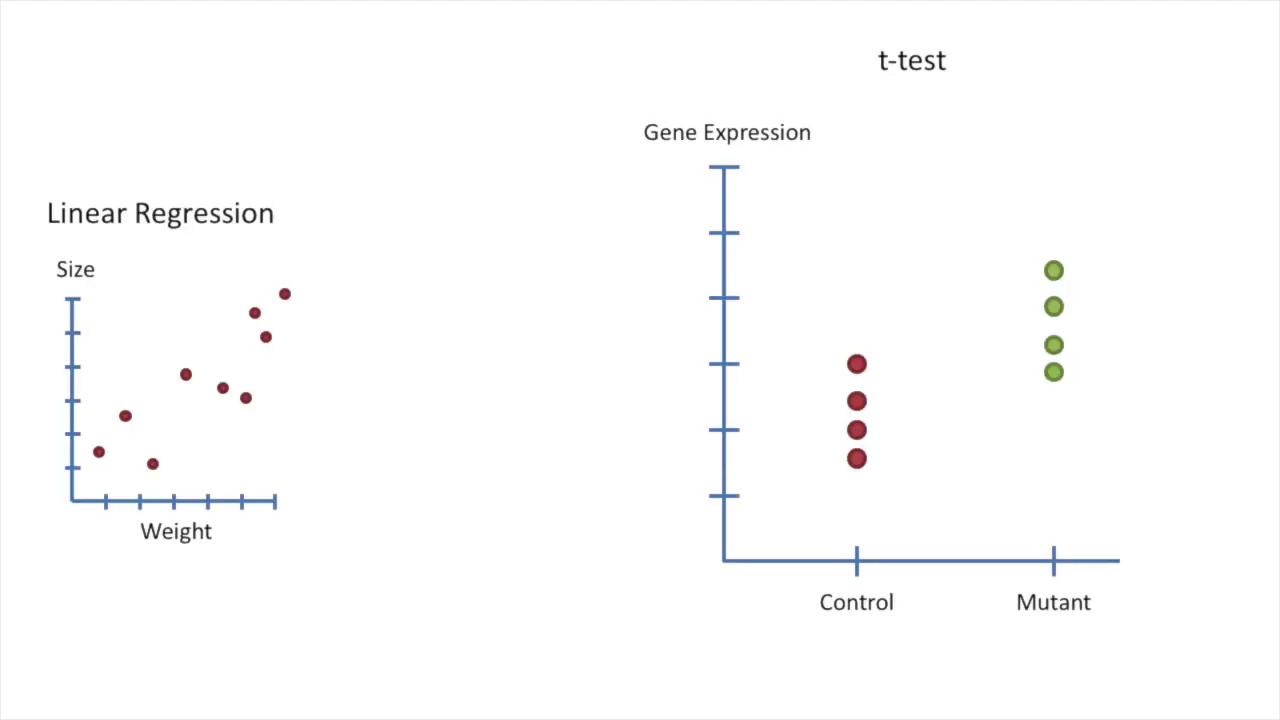 Linear Regression
Size
Weight
t-test
Gene Expression
Control
Mutant